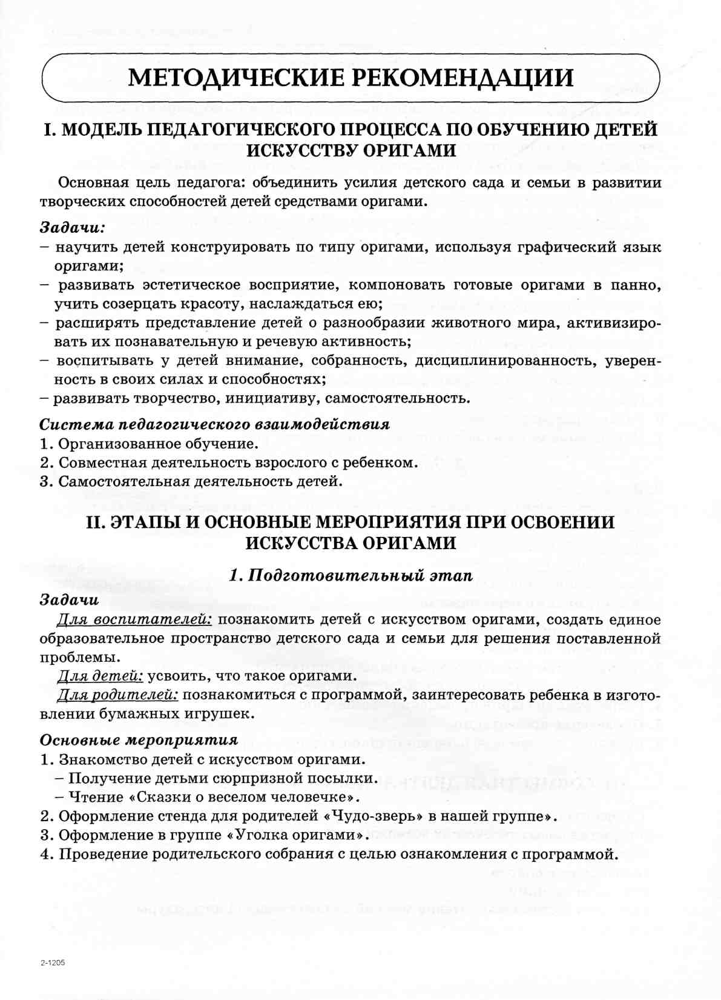 МЕТОДИЧЕСКИЕ РЕКОМЕНДАЦИИ
I. МОДЕЛЬ ПЕДАГОГИЧЕСКОГО ПРОЦЕССА ПО ОБУЧЕНИЮ ДЕТЕЙ
ИСКУССТВУ ОРИГАМИ
Основная цель педагога: объединить усилия детского сада и семьи в развитии
творческих способностей детей средствами оригами.
Задачи:
– научить детей конструировать по типу оригами, используя графический язык
оригами;
– развивать эстетическое восприятие, компоновать готовые оригами в панно,
учить созерцать красоту, наслаждаться ею;
– расширять представление детей о разнообразии животного мира, активизиро-
вать их познавательную и речевую активность;
– воспитывать у детей внимание, собранность, дисциплинированность, уверен-
ность в своих силах и способностях;
– развивать творчество, инициативу, самостоятельность.
Система педагогического взаимодействия
1. Организованное обучение.
2. Совместная деятельность взрослого с ребенком.
3. Самостоятельная деятельность детей.
II. ЭТАПЫ И ОСНОВНЫЕ МЕРОПРИЯТИЯ ПРИ ОСВОЕНИИ
ИСКУССТВА ОРИГАМИ
1. Подготовительный этап
Задачи
Для воспитателей: познакомить детей с искусством оригами, создать единое
образовательное пространство детского сада и семьи для решения поставленной
проблемы.
Для детей: усвоить, что такое оригами.
Для родителей: познакомиться с программой, заинтересовать ребенка в изгото-
влении бумажных игрушек.
Основные мероприятия
1. Знакомство детей с искусством оригами.
– Получение детьми сюрпризной посылки.
– Чтение «Сказки о веселом человечке».
2. Оформление стенда для родителей «Чудо-зверь» в нашей группе».
3. Оформление в группе «Уголка оригами».
4. Проведение родительского собрания с целью ознакомления с программой.
2-1205